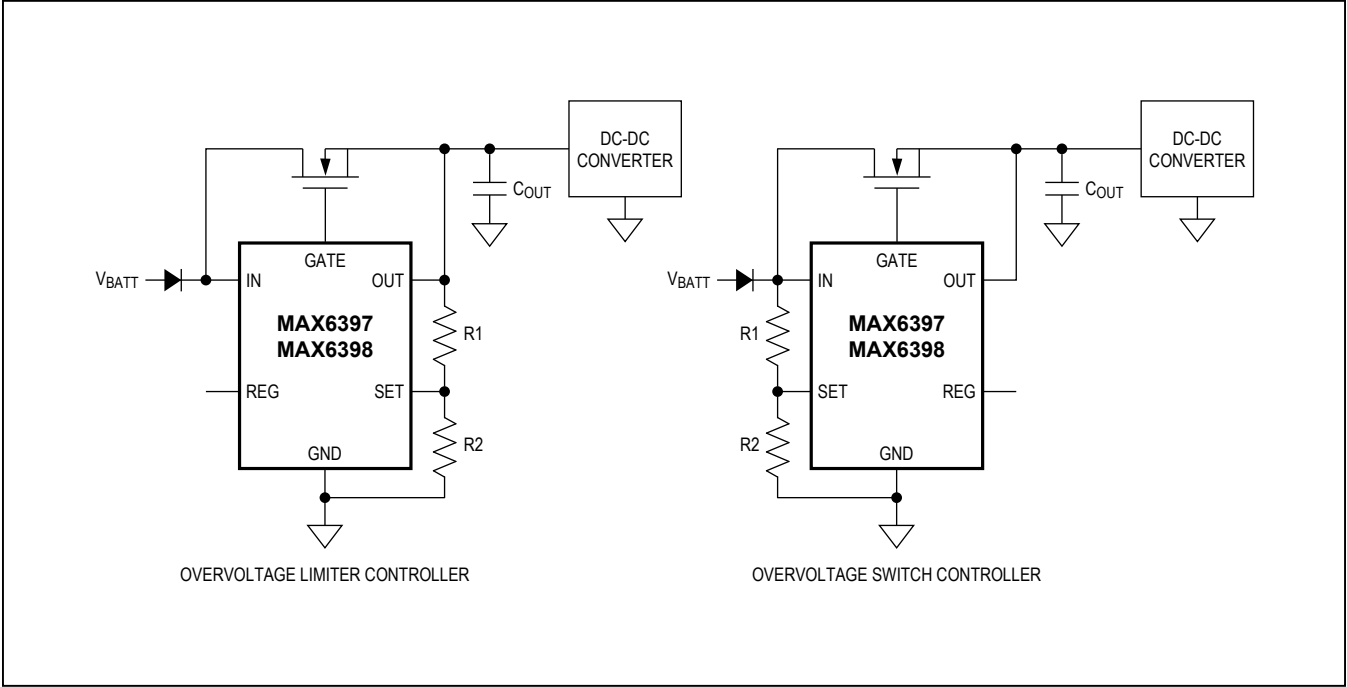 DC-DC
CONVERTER
COUT
GATE
VBATT
IN
OUT
MAX6397
MAX6398
R1
REG
SET
R2
GND
OVERVOLTAGE LIMITER CONTROLLER
DC-DC
CONVERTER
COUT
GATE
VBATT
IN
OUT
R1
MAX6397
MAX6398
SET
REG
R2
GND
OVERVOLTAGE SWITCH CONTROLLER